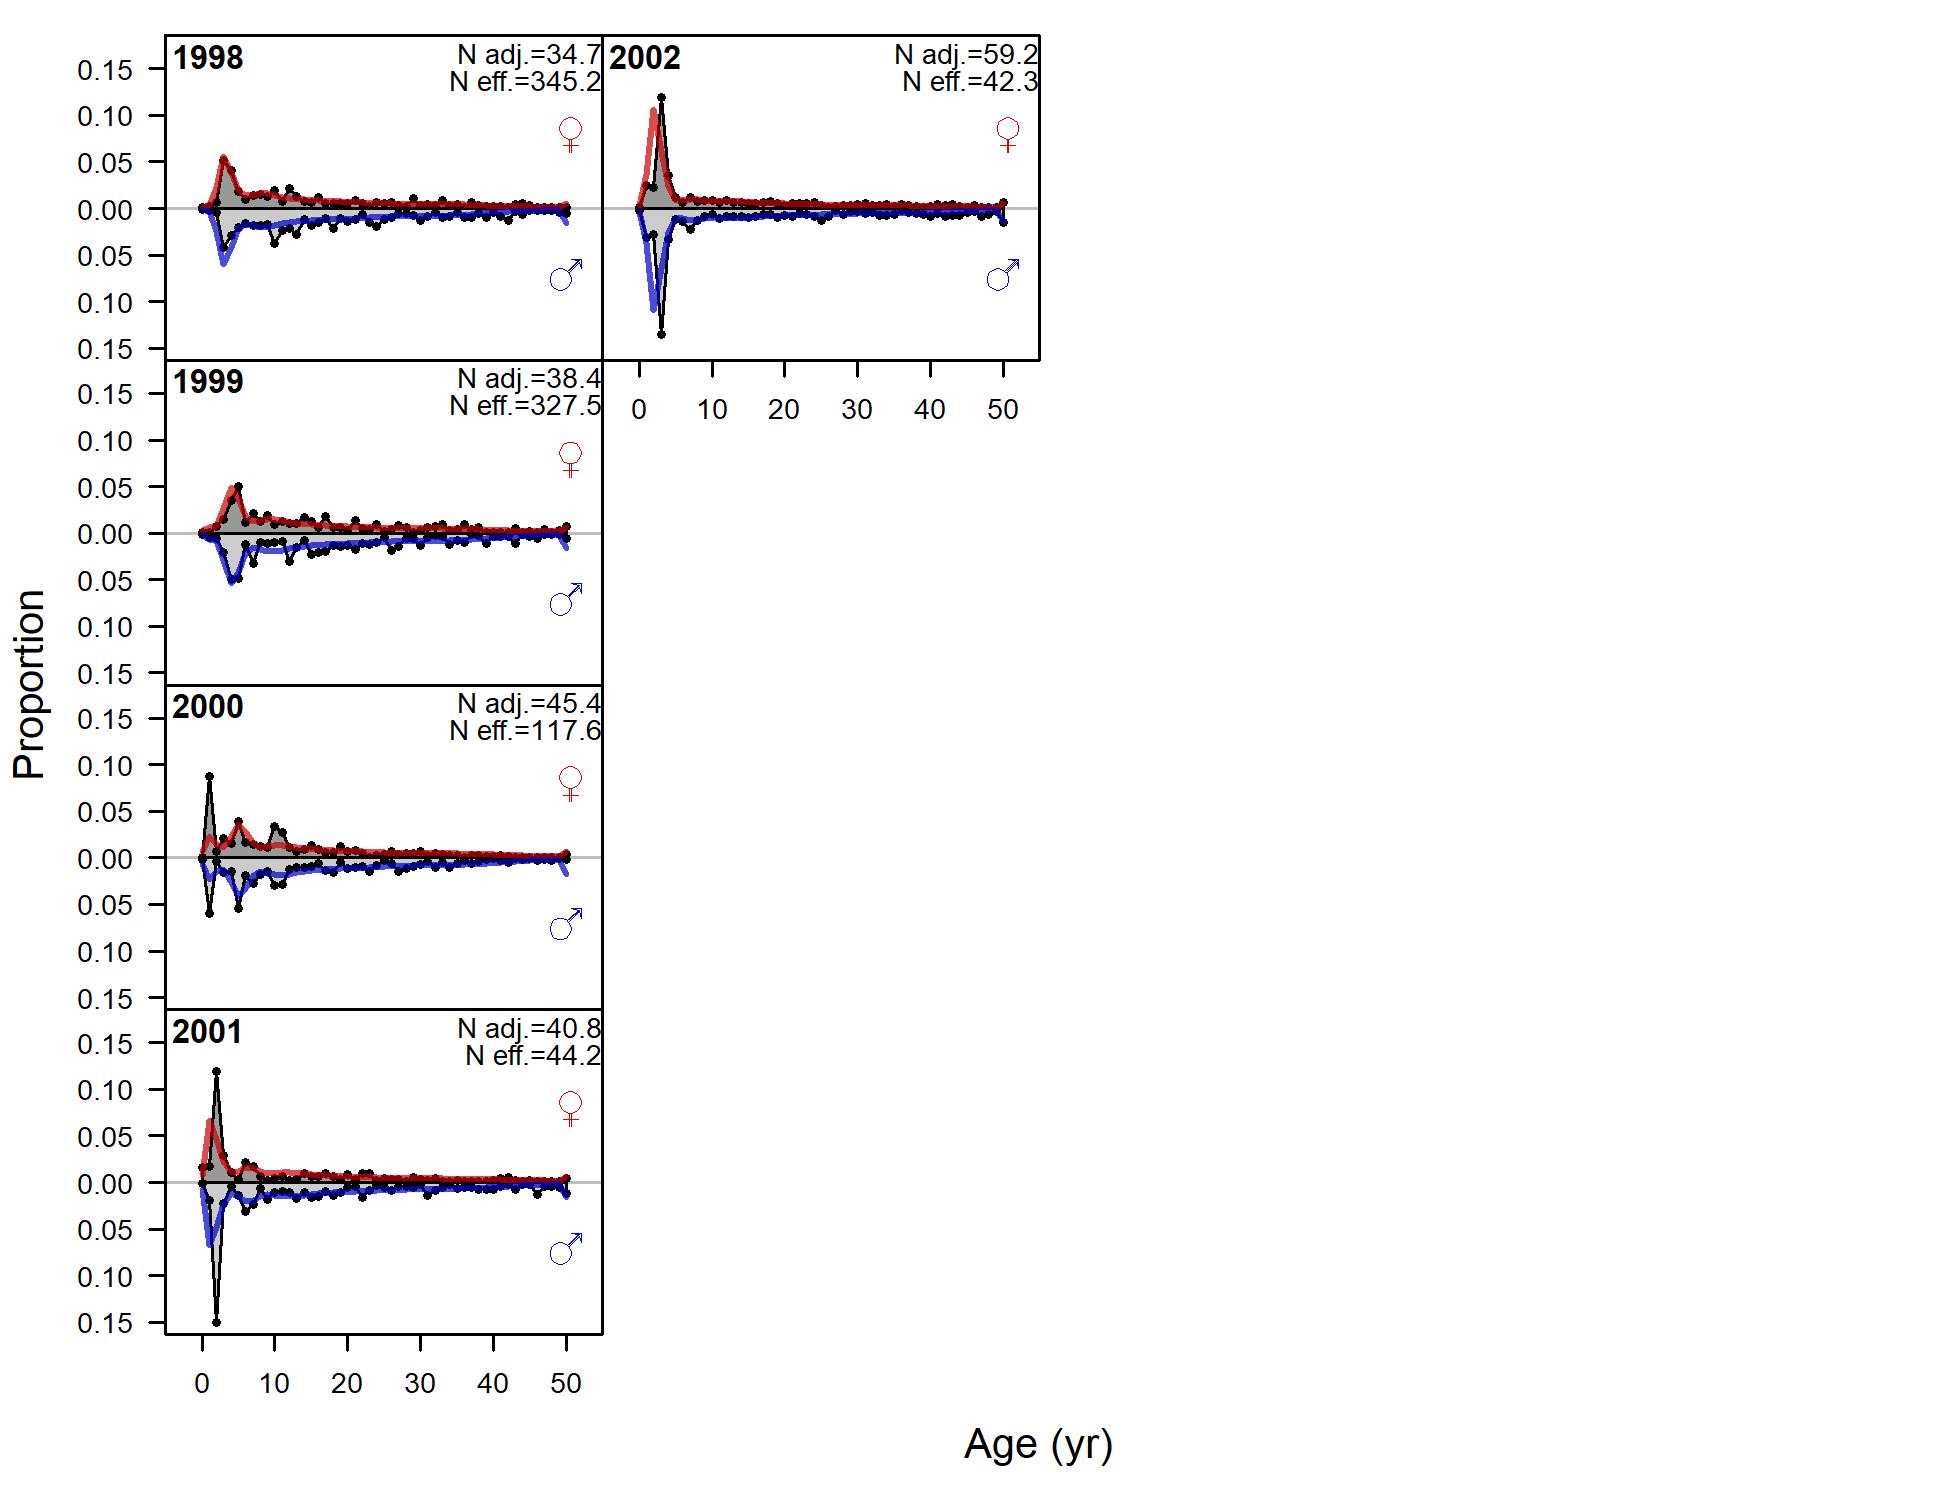 1998
N adj.=34.7
N eff.=345.2
0.15
0.10
0.05
0.00
0.05
0.10
0.15
2002
N adj.=59.2
N eff.=42.3
0 10 20 30 40 50
1999
N adj.=38.4
N eff.=327.5
0.15
0.10
0.05
0.00
0.05
0.10
0.15
2000
N adj.=45.4
N eff.=117.6
0.15
0.10
0.05
0.00
0.05
0.10
0.15
2001
N adj.=40.8
N eff.=44.2
0.15
0.10
0.05
0.00
0.05
0.10
0.15
0 10 20 30 40 50
Proportion
Age (yr)